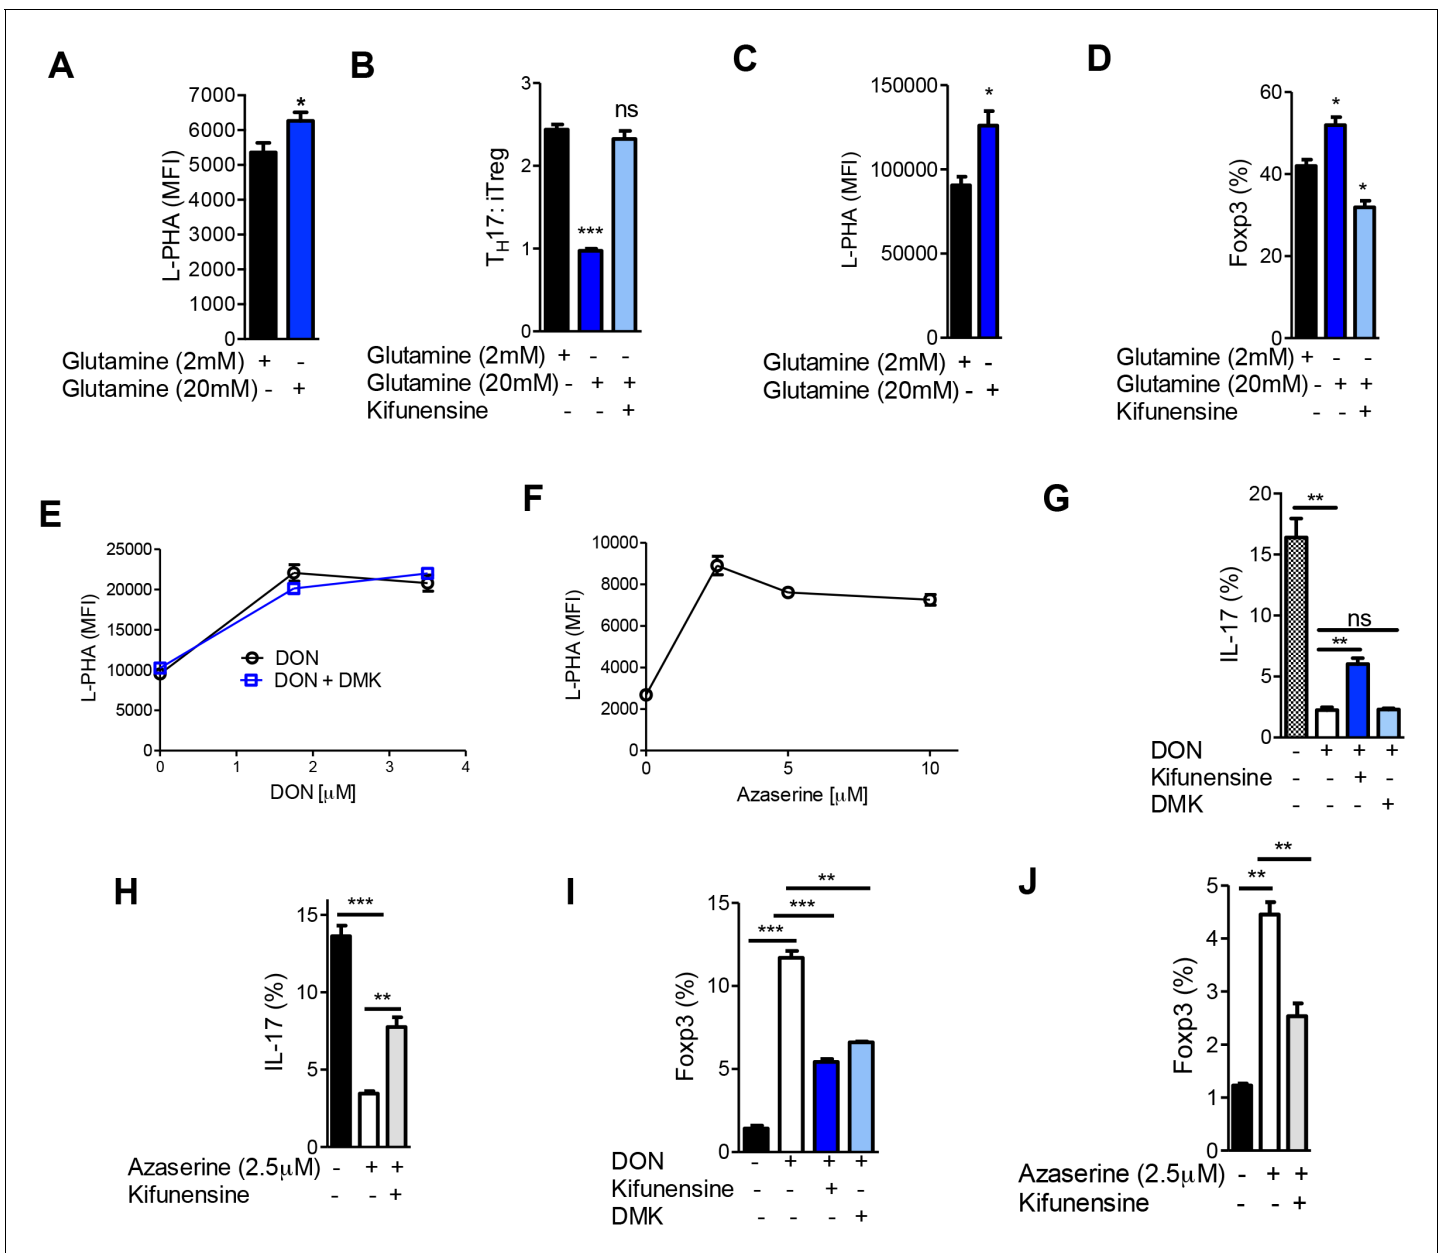 A
L-PHA (MFI)
7000
6000
5000
4000
3000
2000
1000
0
*
Glutamine (2mM) + -
Glutamine (20mM) - +
B
TH17: iTreg
3
2
1
0
***
ns
Glutamine (2mM) + - -
Glutamine (20mM) - + +
Kifunensine - - +
C
L-PHA (MFI)
150000
100000
50000
0
*
Glutamine (2mM) + -
Glutamine (20mM) - +
D
Foxp3 (%)
60
40
20
0
*
*
Glutamine (2mM) + - -
Glutamine (20mM) - + +
Kifunensine - - +
E
L-PHA (MFI)
25000
20000
15000
10000
5000
0
DON
DON + DMK
0 1 2 3 4
DON [μM]
F
L-PHA (MFI)
10000
8000
6000
4000
2000
0
0 5 10
Azaserine [μM]
G
IL-17 (%)
20
15
10
5
0
**
ns
**
DON - + + +
Kifunensine - - + -
DMK - - - +
H
IL-17 (%)
15
10
5
0
***
**
Azaserine (2.5μM) - + +
Kifunensine - - +
I
Foxp3 (%)
15
10
5
0
**
***
***
DON - + + +
Kifunensine - - + -
DMK - - - +
J
Foxp3 (%)
5
4
3
2
1
0
**
**
Azaserine (2.5μM) - + +
Kifunensine - - +